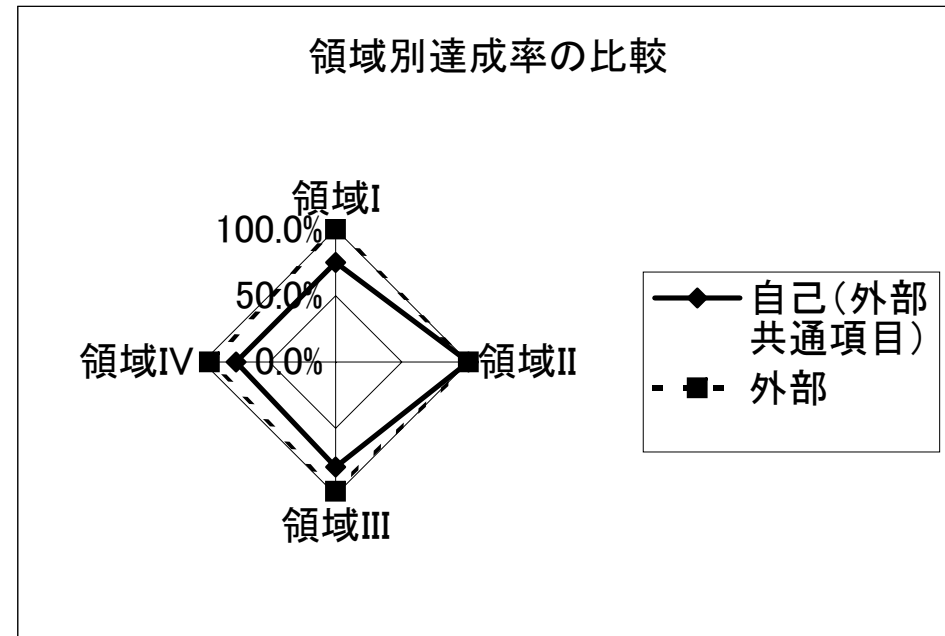 領域別達成率の比較
領域I
100.0%
50.0%
領域IV
0.0%
領域II
領域III
自己(外部
共通項目)
外部